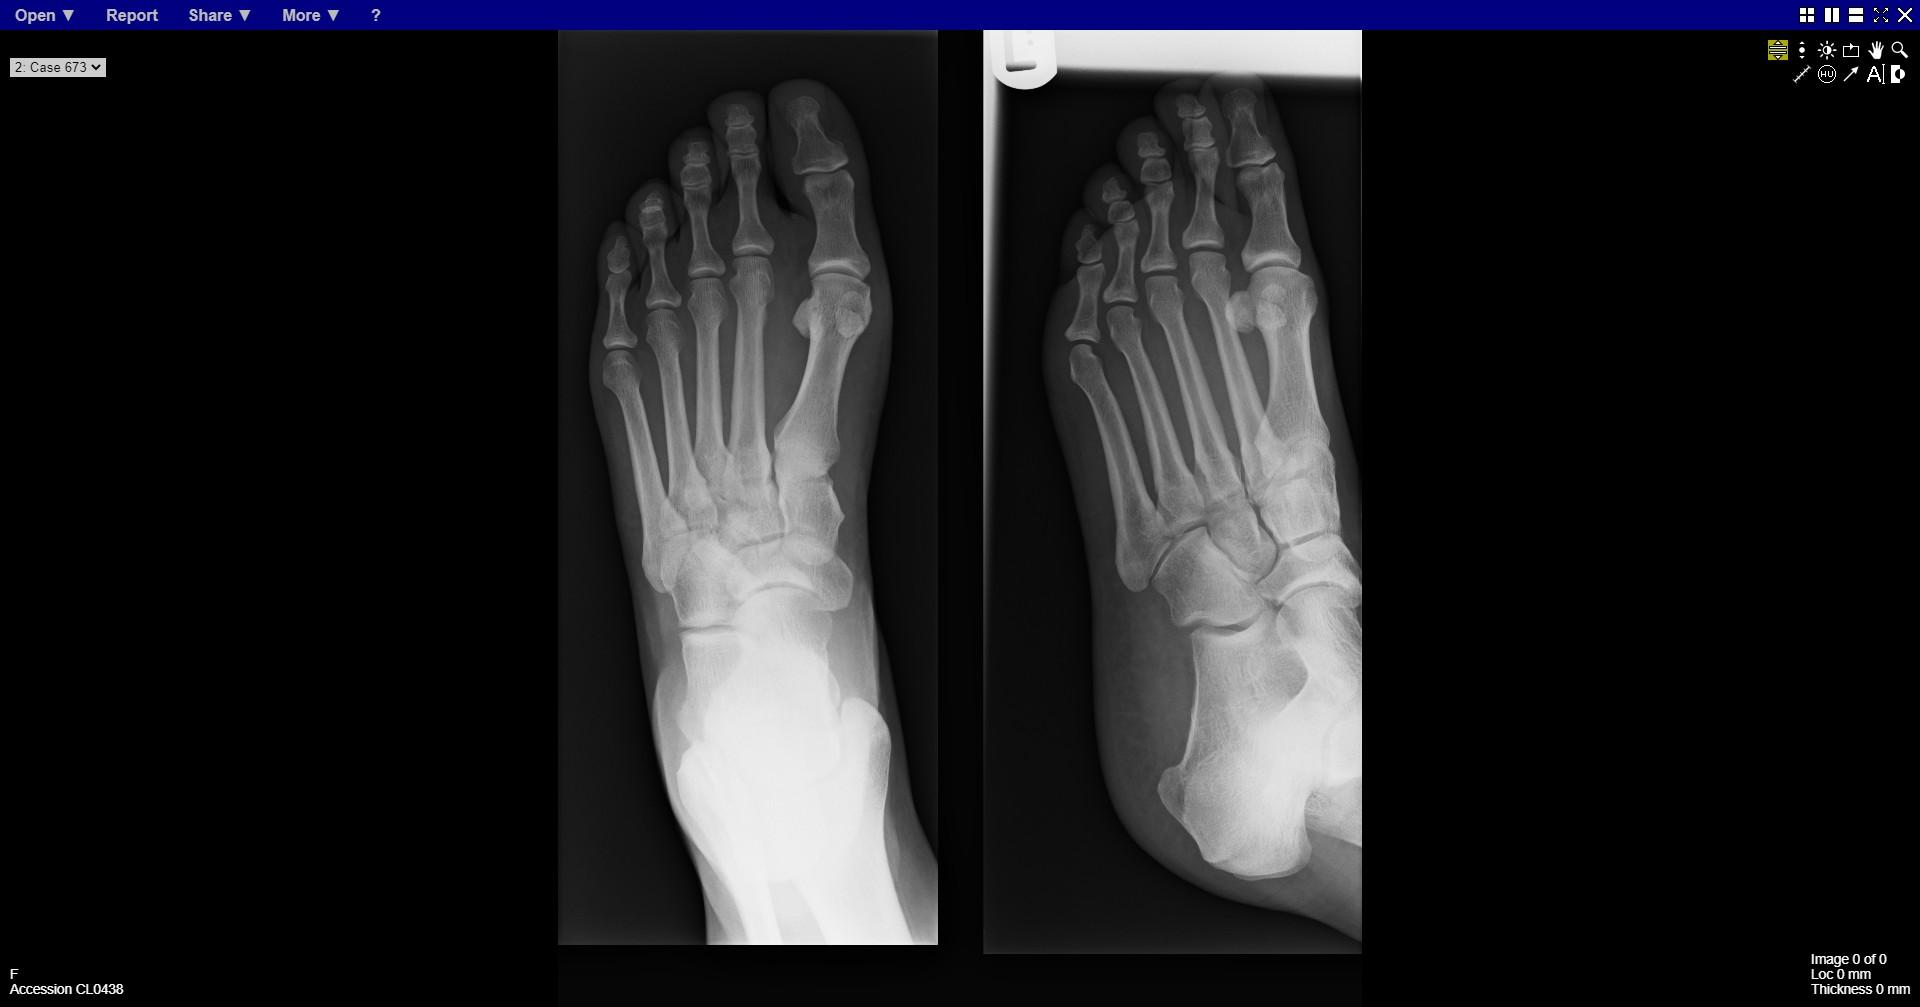 Open ▼ Report Share ▼ More ▼ ?
2: Case 673
HU
A
F
Accession CL0438
Image 0 of 0
Loc 0 mm
Thickness 0 mm